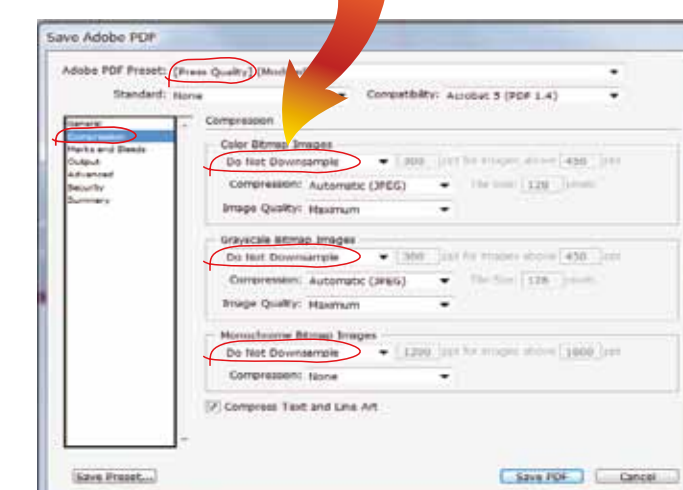 Save Adobe PDF
Adobe PDF Preset: [Press Quality]
Standard: None Compatibility: Acrobat 5 (PDF 1.4)
General
Compression
Marks and Bleeds
Output
Advanced
Security
Summary
Compression
Color Bitmap Images
Do Not Downsample 300 ppi for images above 450 ppi
Compression: Automatic (JPEG) Tile Size: 128 pixels
Image Quality: Maximum
Grayscale Bitmap Images
Do Not Downsample 300 ppi for images above 450 ppi
Compression: Automatic (JPEG) Tile Size: 128 pixels
Image Quality: Maximum
Monochrome Bitmap Images
Do Not Downsample 1200 ppi for images above 1800 ppi
Compression: None
Compress Text and Line Art
Save Preset... Save PDF Cancel